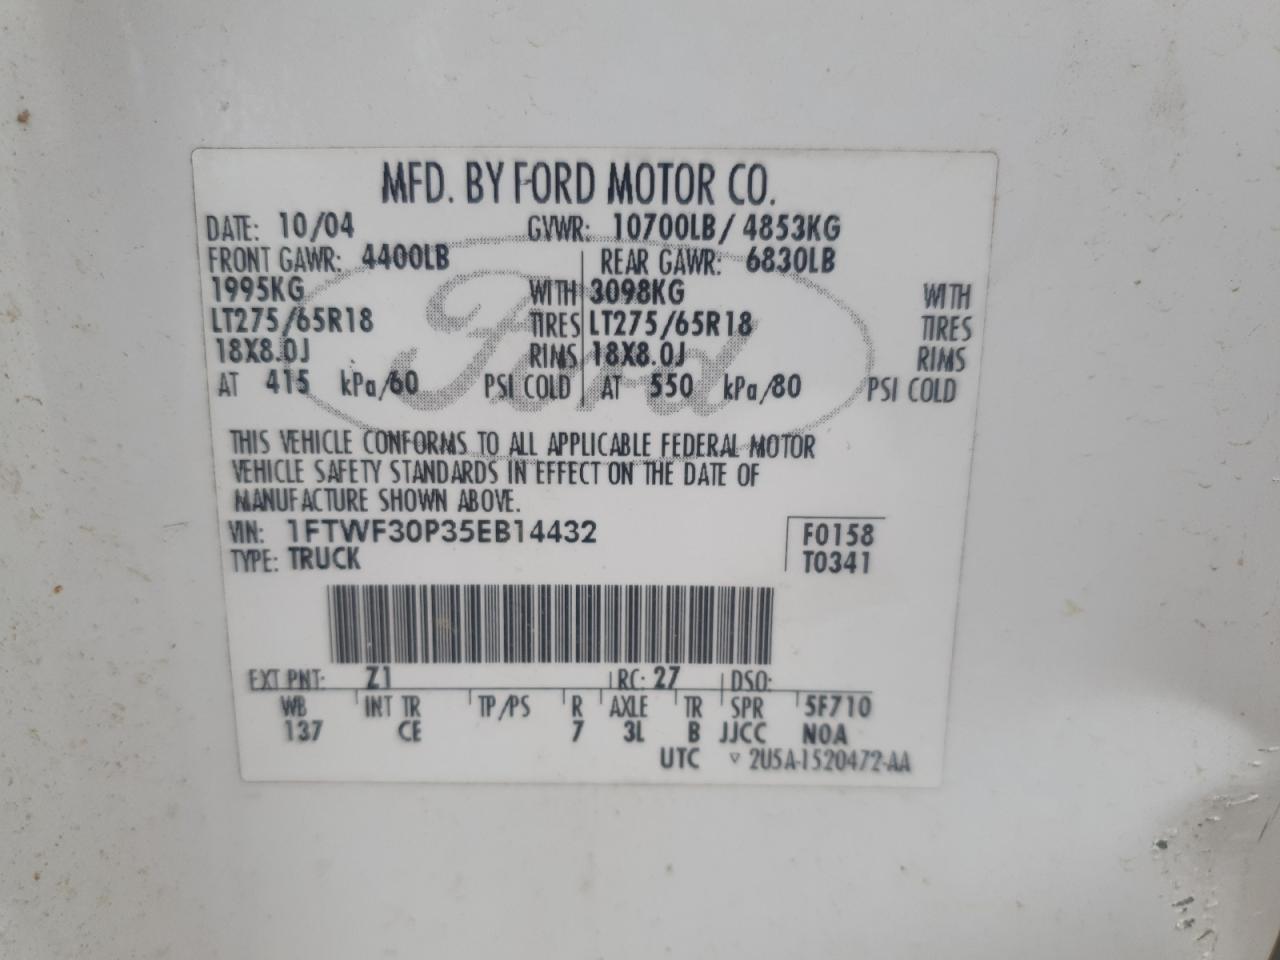 MFD. BY FORD MOTOR CO.
DATE: 10/04 GVWR: 10700LB / 4853KG
FRONT GAWR: 4400LB REAR GAWR: 6830LB
1995KG WITH 3098KG WITH
LT275/65R18 TIRES LT275/65R18 TIRES
18X8.0J RIMS 18X8.0J RIMS
AT 415 kPa/60 PSI COLD AT 550 kPa/80 PSI COLD
Ford
THIS VEHICLE CONFORMS TO ALL APPLICABLE FEDERAL MOTOR
VEHICLE SAFETY STANDARDS IN EFFECT ON THE DATE OF
MANUFACTURE SHOWN ABOVE.
VIN: 1FTWF30P35EB14432 F0158
TYPE: TRUCK T0341
EXT PNT: Z1 RC: 27 DSO:
WB INT TR TP/PS R AXLE TR SPR 5F710
137 CE 7 3L B JJCC N0A
UTC ▽ 2U5A-1520472-AA